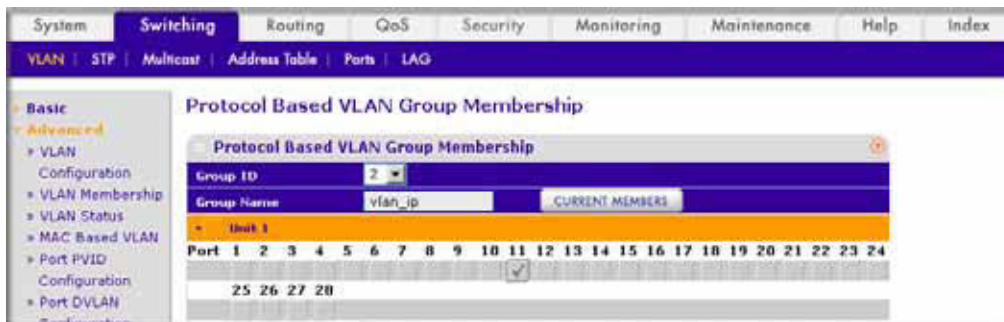 System Switching Routing QoS Security Monitoring Maintenance Help Index
VLAN | STP | Multicast | Address Table | Ports | LAG
Basic
Advanced
» VLAN
Configuration
» VLAN Membership
» VLAN Status
» MAC Based VLAN
» Port PVID
Configuration
» Port DVLAN
Configuration
Protocol Based VLAN Group Membership
Protocol Based VLAN Group Membership
Group ID 2
Group Name vlan_ip CURRENT MEMBERS
Unit 1
Port 1 2 3 4 5 6 7 8 9 10 11 12 13 14 15 16 17 18 19 20 21 22 23 24
25 26 27 28